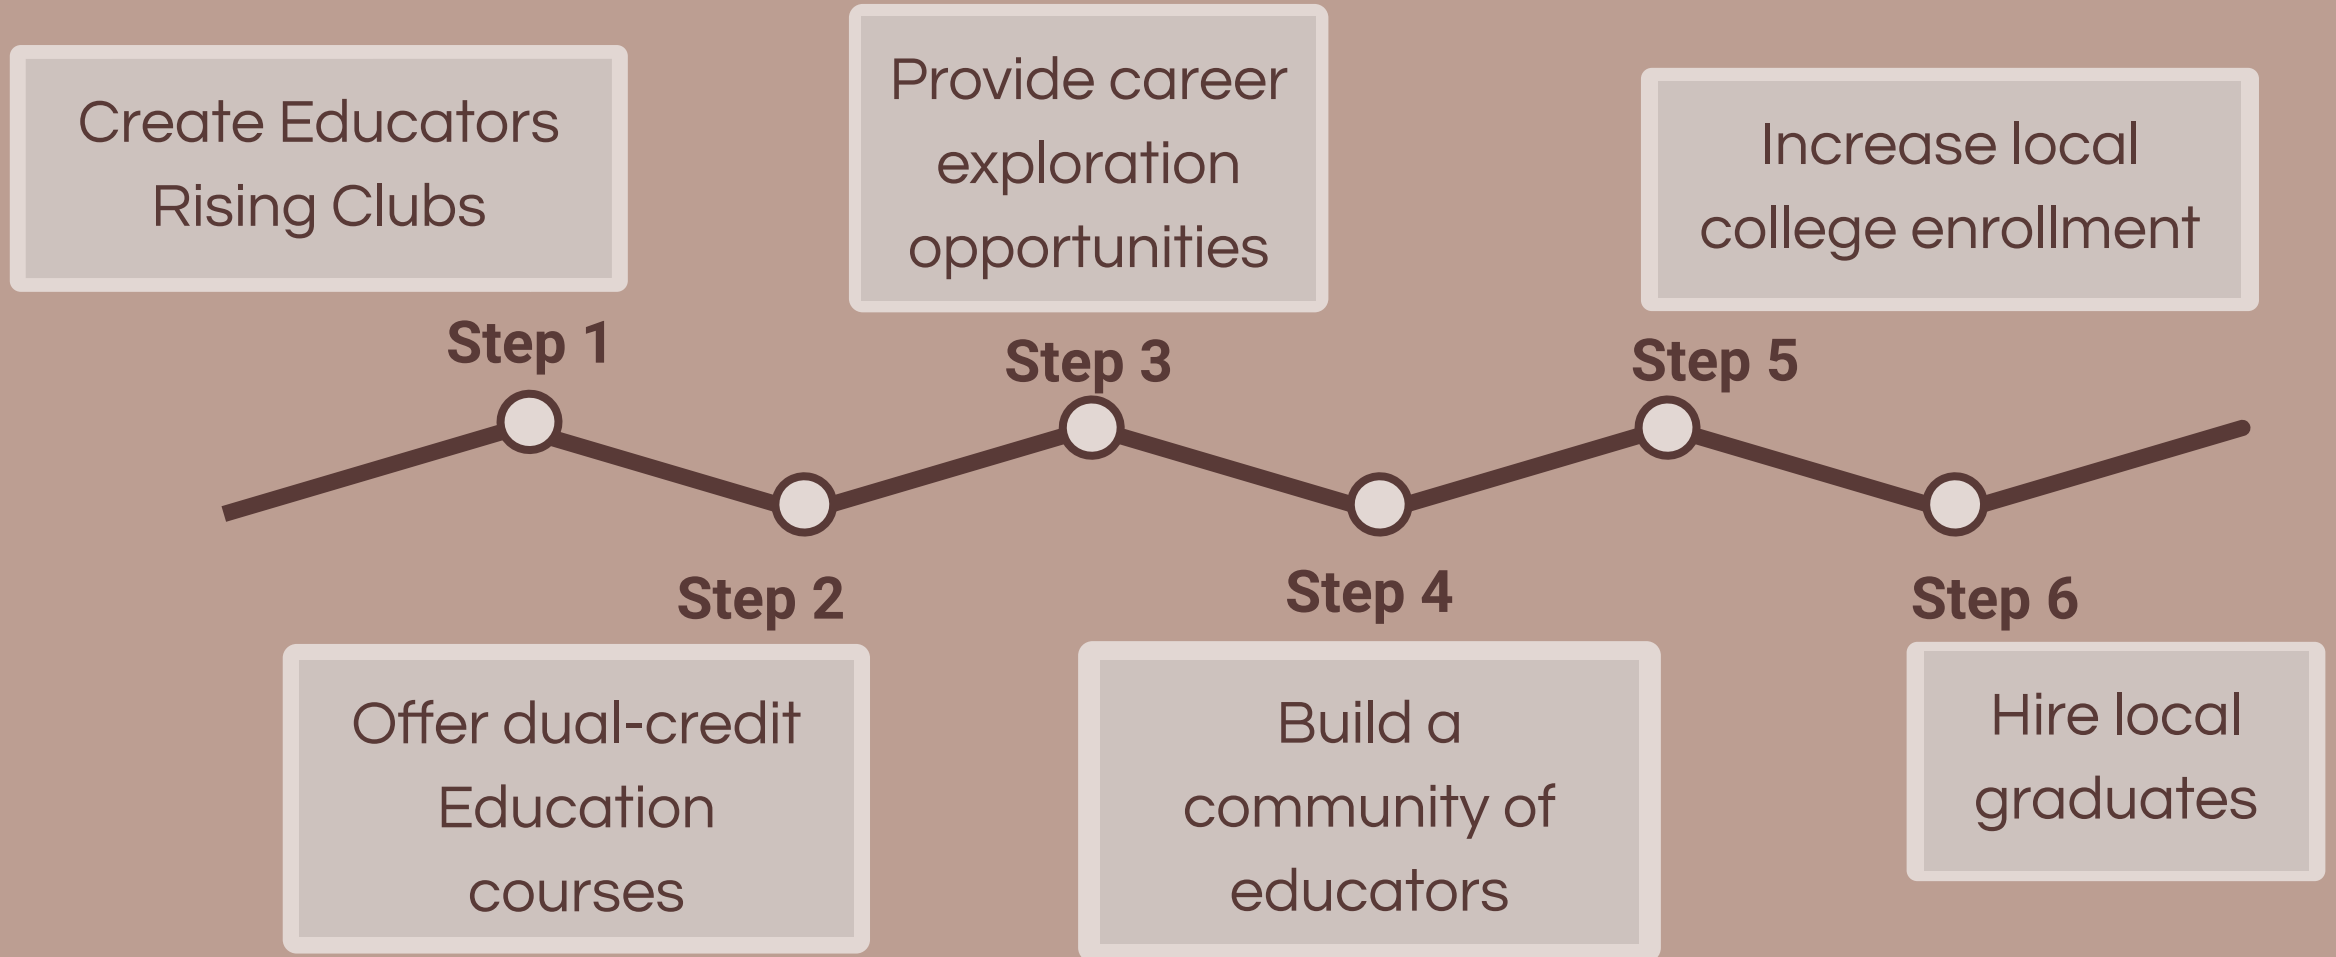 Create Educators
Rising Clubs
Step 1
Step 2
Offer dual-credit
Education
courses
Provide career
exploration
opportunities
Step 3
Step 4
Build a
community of
educators
Increase local
college enrollment
Step 5
Step 6
Hire local
graduates